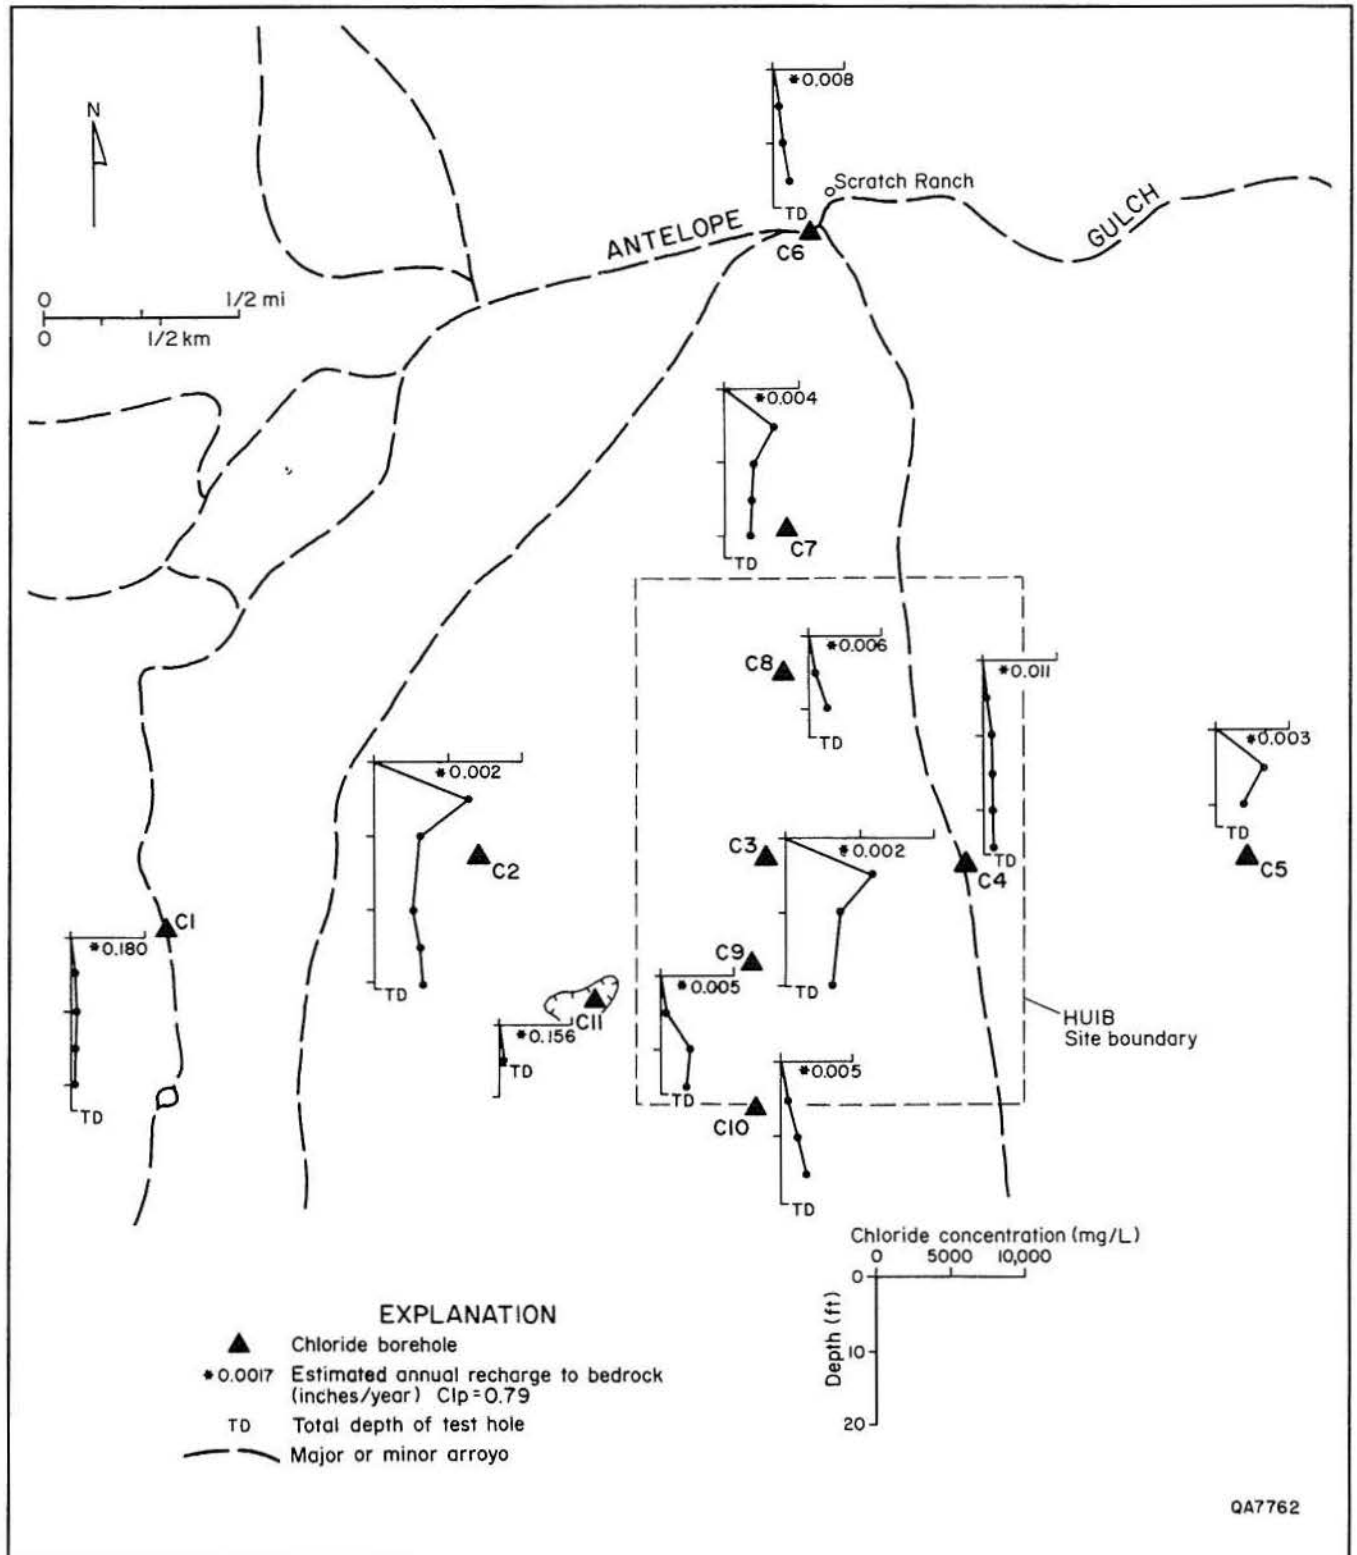 N
*0.008
Scratch Ranch
TD
ANTELOPE
GULCH
C6
0 1/2 mi
0 1/2 km
*0.004
C7
TD
*0.006
C8
TD
*0.011
TD
C4
*0.003
TD
C5
*0.002
C2
TD
C3
*0.002
TD
C1
*0.180
TD
C9
*0.005
TD
C11
*0.156
TD
HU1B
Site boundary
*0.005
C10
TD
Chloride concentration (mg/L)
0 5000 10,000
0
Depth (ft)
10
20
EXPLANATION
Chloride borehole
*0.0017 Estimated annual recharge to bedrock
(inches/year) Clp=0.79
TD Total depth of test hole
Major or minor arroyo
QA7762